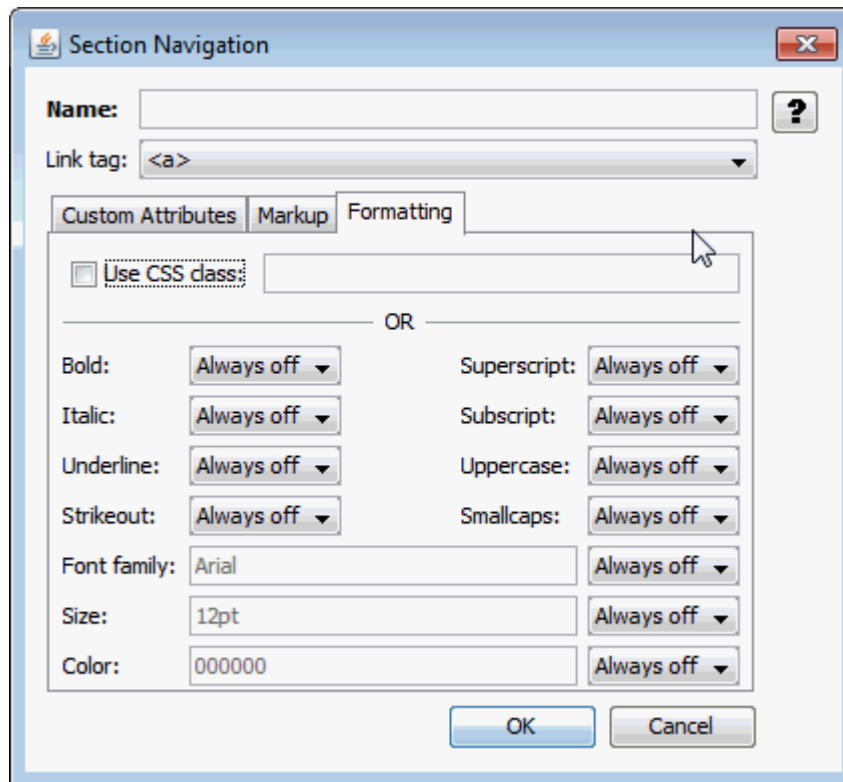 Section Navigation
Name:
?
Link tag: <a>
Custom Attributes Markup Formatting
Use CSS class:
OR
Bold: Always off Superscript: Always off
Italic: Always off Subscript: Always off
Underline: Always off Uppercase: Always off
Strikeout: Always off Smallcaps: Always off
Font family: Arial Always off
Size: 12pt Always off
Color: 000000 Always off
OK Cancel